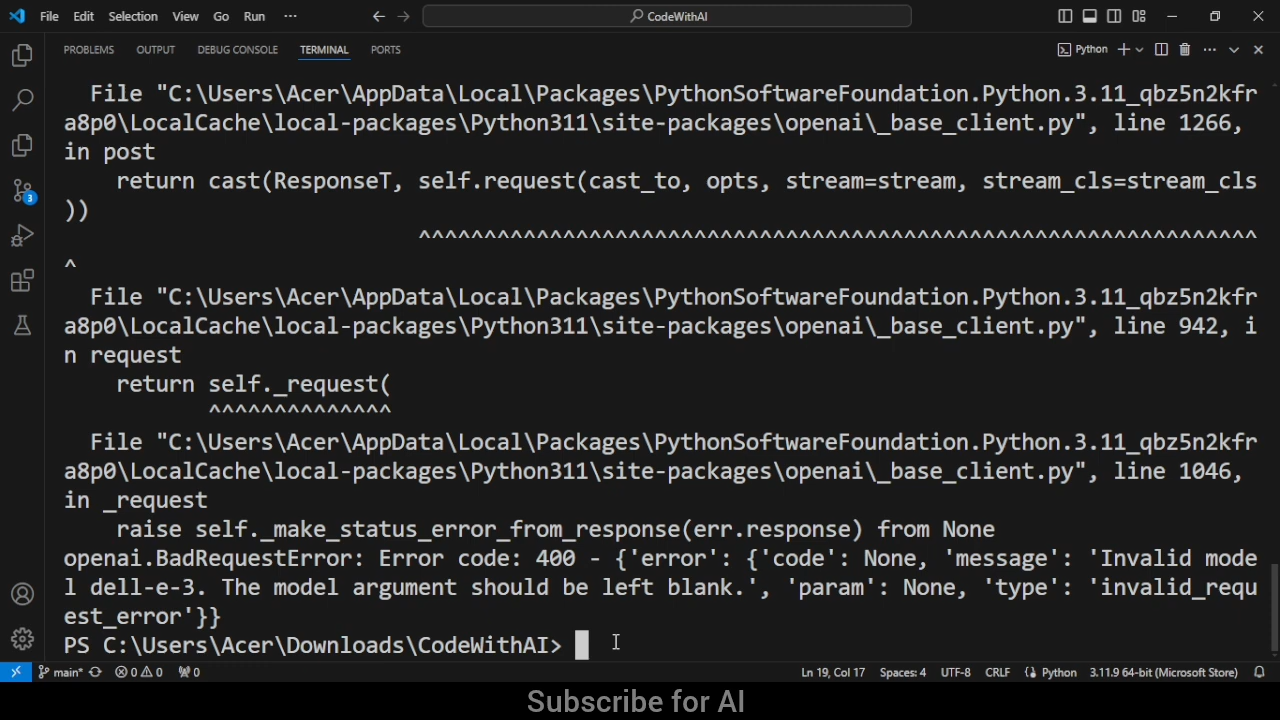 File Edit Selection View Go Run ··· CodeWithAI
PROBLEMS OUTPUT DEBUG CONSOLE TERMINAL PORTS Python
File "C:\Users\Acer\AppData\Local\Packages\PythonSoftwareFoundation.Python.3.11_qbz5n2kfr
a8p0\LocalCache\local-packages\Python311\site-packages\openai\_base_client.py", line 1266,
in post
return cast(ResponseT, self.request(cast_to, opts, stream=stream, stream_cls=stream_cls
))
^^^^^^^^^^^^^^^^^^^^^^^^^^^^^^^^^^^^^^^^^^^^^^^^^^^^^^^^^^^^^^^^
^
File "C:\Users\Acer\AppData\Local\Packages\PythonSoftwareFoundation.Python.3.11_qbz5n2kfr
a8p0\LocalCache\local-packages\Python311\site-packages\openai\_base_client.py", line 942, i
n request
return self._request(
^^^^^^^^^^^^^^
File "C:\Users\Acer\AppData\Local\Packages\PythonSoftwareFoundation.Python.3.11_qbz5n2kfr
a8p0\LocalCache\local-packages\Python311\site-packages\openai\_base_client.py", line 1046,
in _request
raise self._make_status_error_from_response(err.response) from None
openai.BadRequestError: Error code: 400 - {'error': {'code': None, 'message': 'Invalid mode
l dell-e-3. The model argument should be left blank.', 'param': None, 'type': 'invalid_requ
est_error'}}
PS C:\Users\Acer\Downloads\CodeWithAI>
3
main* 0 0 0 Ln 19, Col 17 Spaces: 4 UTF-8 CRLF Python 3.11.9 64-bit (Microsoft Store)
Subscribe for AI